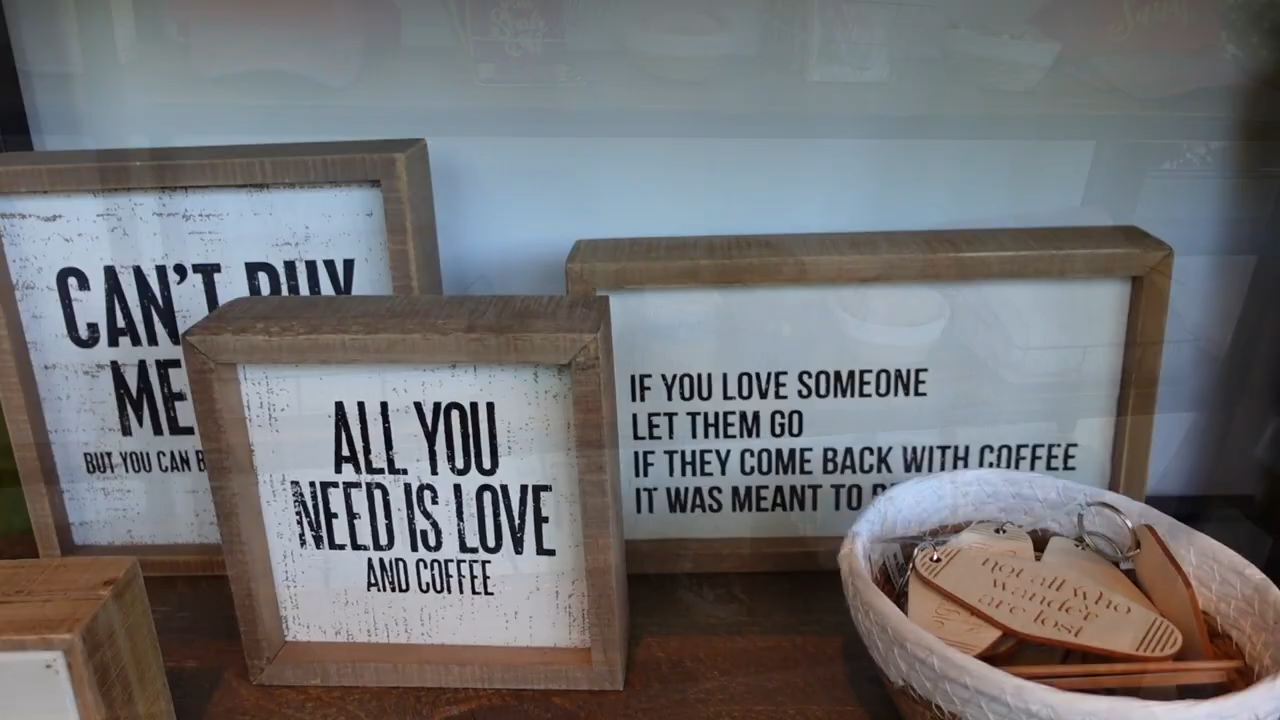 CAN'T BUY
ME
BUT YOU CAN
ALL YOU
NEED IS LOVE
AND COFFEE
IF YOU LOVE SOMEONE
LET THEM GO
IF THEY COME BACK WITH COFFEE
IT WAS MEANT TO
not all who
wander
are lost